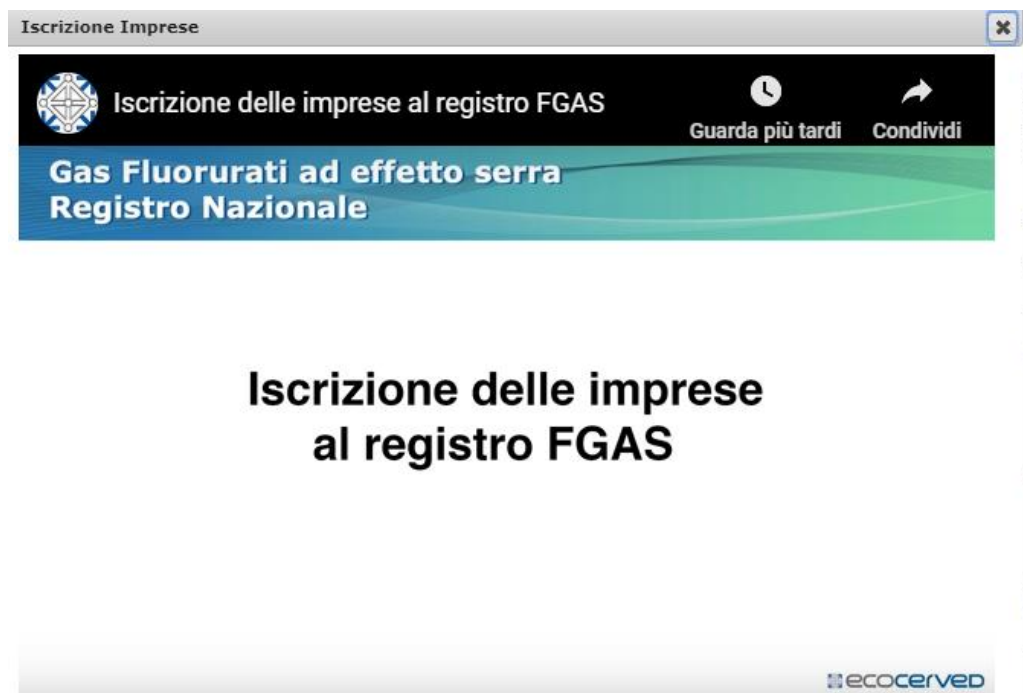 Iscrizione Imprese
Iscrizione delle imprese al registro FGAS
Guarda più tardi
Condividi
Gas Fluorurati ad effetto serra
Registro Nazionale
Iscrizione delle imprese
al registro FGAS
ecocerved